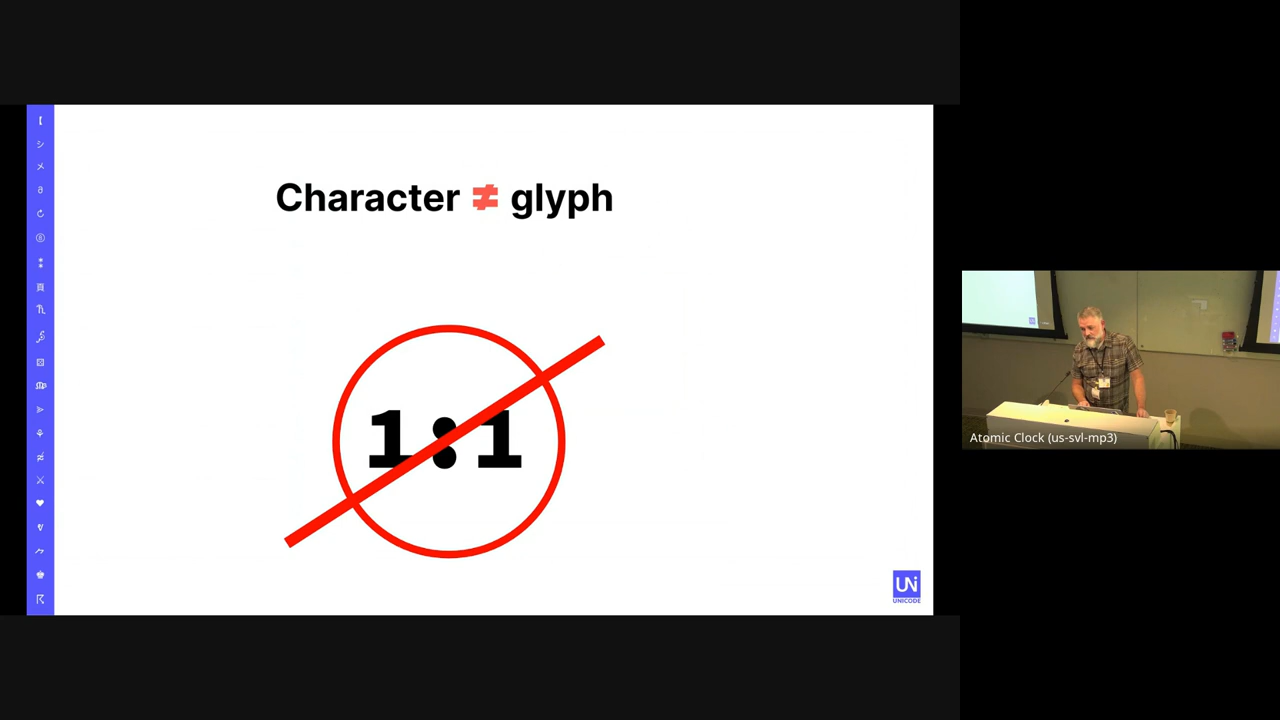 Character ≠ glyph
1:1
UNi
UNICODE
Atomic Clock (us-svl-mp3)